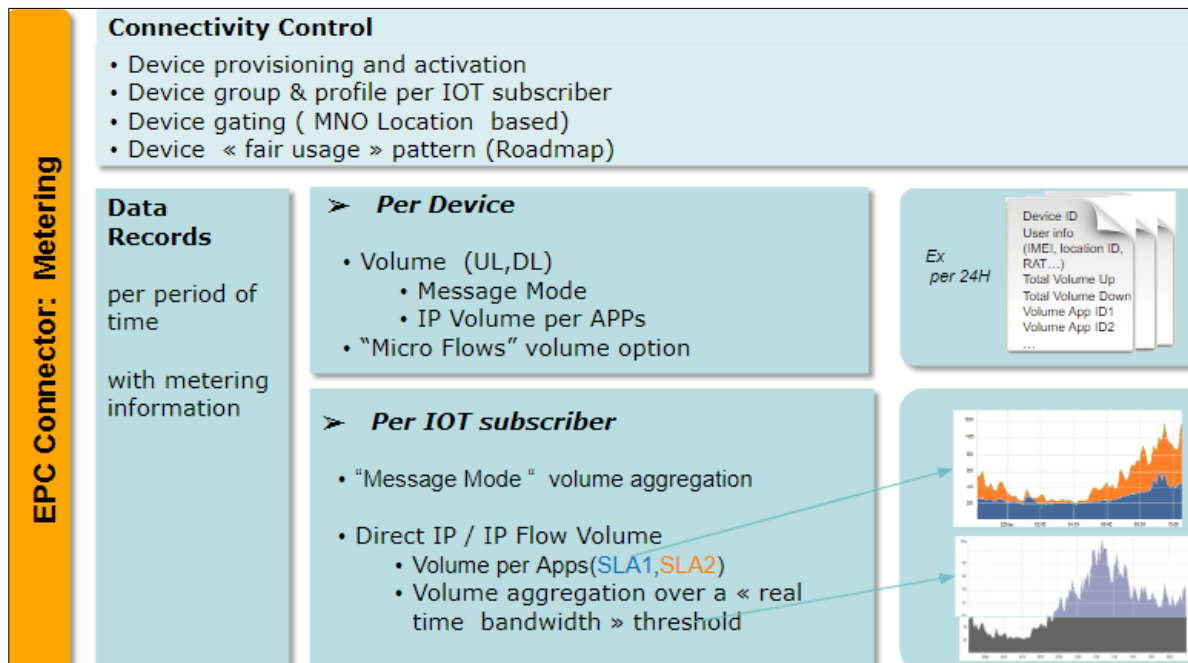 EPC Connector: Metering
Connectivity Control
• Device provisioning and activation
• Device group & profile per IOT subscriber
• Device gating ( MNO Location based)
• Device « fair usage » pattern (Roadmap)
Data
Records
per period of
time
with metering
information
➢ Per Device
• Volume (UL,DL)
• Message Mode
• IP Volume per APPs
• “Micro Flows” volume option
Ex
per 24H
Device ID
User info
(IMEI, location ID,
RAT…)
Total Volume Up
Total Volume Down
Volume App ID1
Volume App ID2
…
➢ Per IOT subscriber
• “Message Mode “ volume aggregation
• Direct IP / IP Flow Volume
• Volume per Apps(SLA1,SLA2)
• Volume aggregation over a « real
time bandwidth » threshold